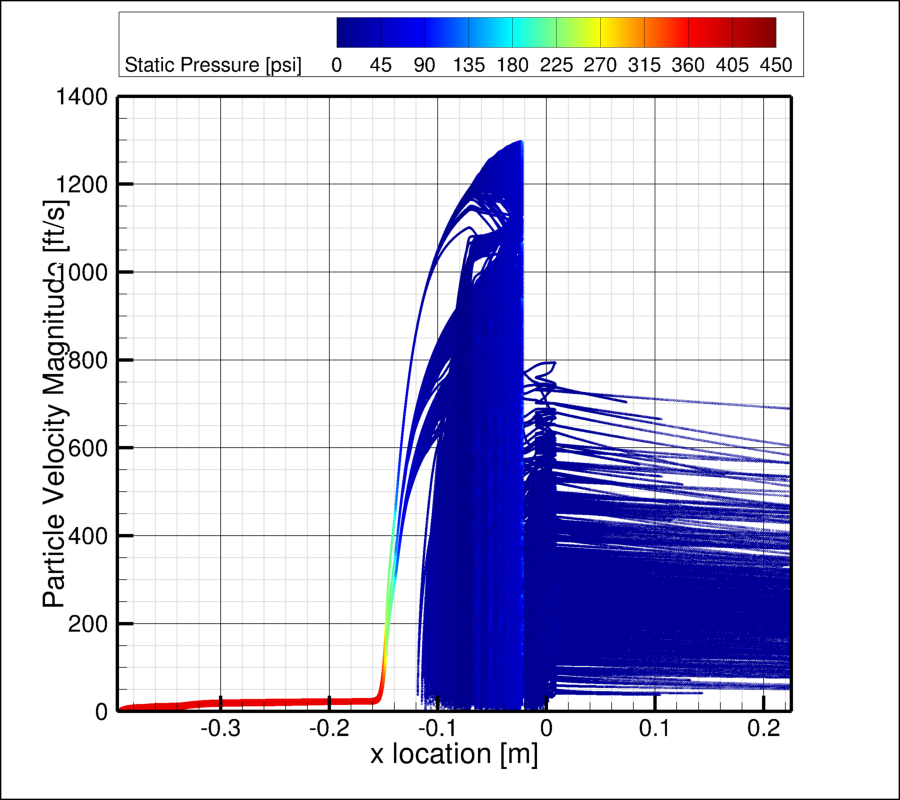 Static Pressure [psi]
0 45 90 135 180 225 270 315 360 405 450
1400
1200
1000
800
600
400
200
0
Particle Velocity Magnitude [ft/s]
-0.3 -0.2 -0.1 0 0.1 0.2
x location [m]